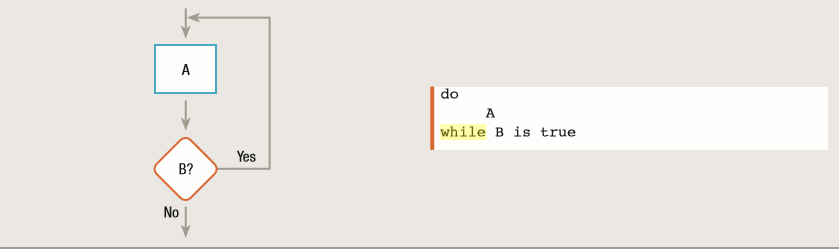 A
B?
Yes
No
do
A
while B is true